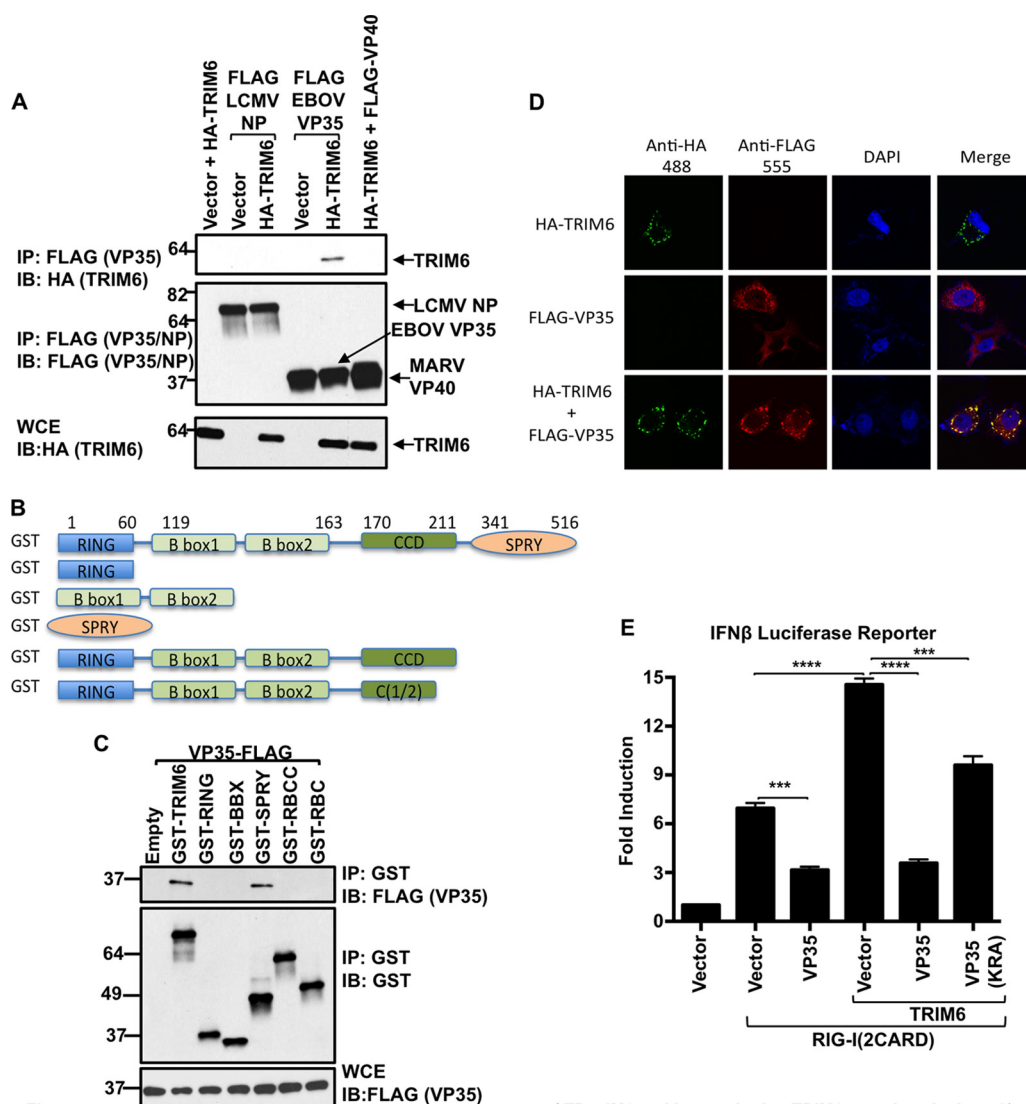 A
Vector + HA-TRIM6
FLAG
LCMV
NP
Vector
HA-TRIM6
FLAG
EBOV
VP35
Vector
HA-TRIM6
HA-TRIM6 + FLAG-VP40
IP: FLAG (VP35)
IB: HA (TRIM6)
64
TRIM6
82
64
37
IP: FLAG (VP35/NP)
IB: FLAG (VP35/NP)
LCMV NP
EBOV VP35
MARV
VP40
WCE
IB:HA (TRIM6)
64
TRIM6
B
1 60 119 163 170 211 341 516
GST RING B box1 B box2 CCD SPRY
GST RING
GST B box1 B box2
GST SPRY
GST RING B box1 B box2 CCD
GST RING B box1 B box2 C(1/2)
C
VP35-FLAG
Empty
GST-TRIM6
GST-RING
GST-BBX
GST-SPRY
GST-RBCC
GST-RBC
37
IP: GST
IB: FLAG (VP35)
64
49
37
IP: GST
IB: GST
37
WCE
IB:FLAG (VP35)
D
Anti-HA
488
Anti-FLAG
555
DAPI
Merge
HA-TRIM6
FLAG-VP35
HA-TRIM6
+
FLAG-VP35
E
IFNβ Luciferase Reporter
Fold Induction
15
12
9
6
3
0
***
****
****
***
Vector
Vector
VP35
Vector
VP35
VP35
(KRA)
TRIM6
RIG-I(2CARD)